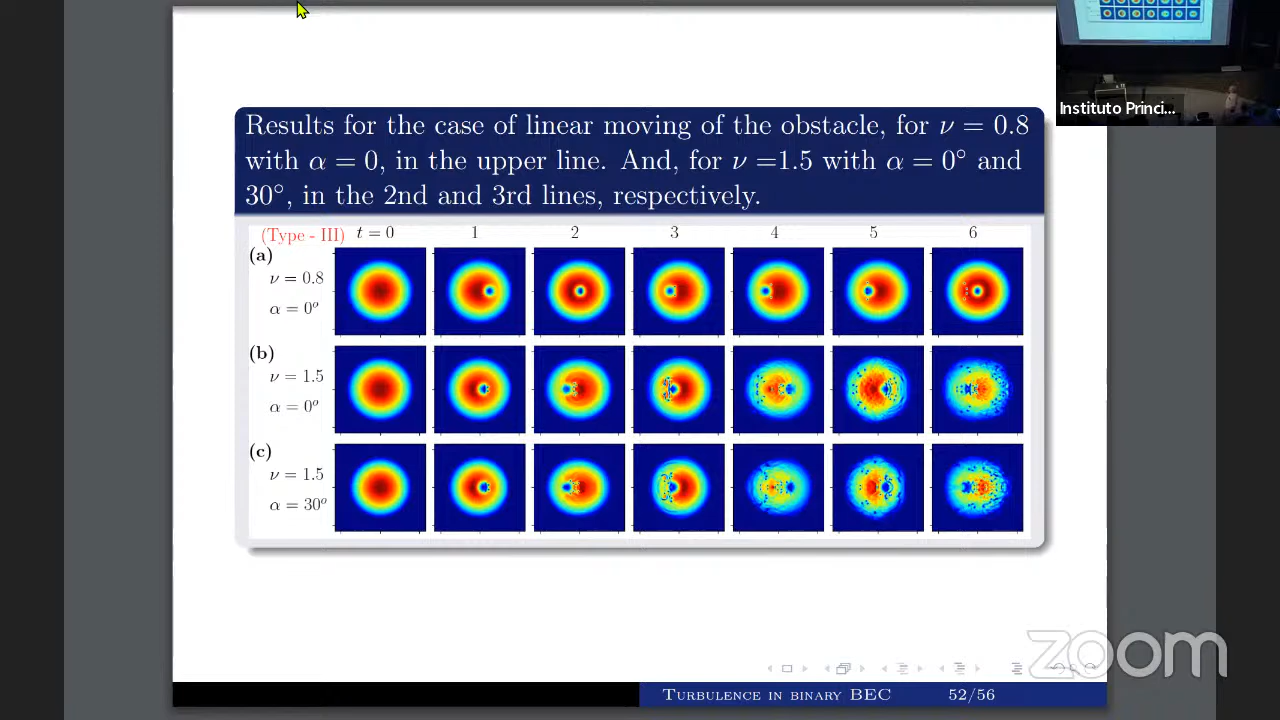 Instituto Princi...
Results for the case of linear moving of the obstacle, for ν = 0.8
with α = 0, in the upper line. And, for ν =1.5 with α = 0° and
30°, in the 2nd and 3rd lines, respectively.
(Type - III) t = 0 1 2 3 4 5 6
(a)
ν = 0.8
α = 0º
(b)
ν = 1.5
α = 0º
(c)
ν = 1.5
α = 30º
zoom
Turbulence in binary BEC 52/56